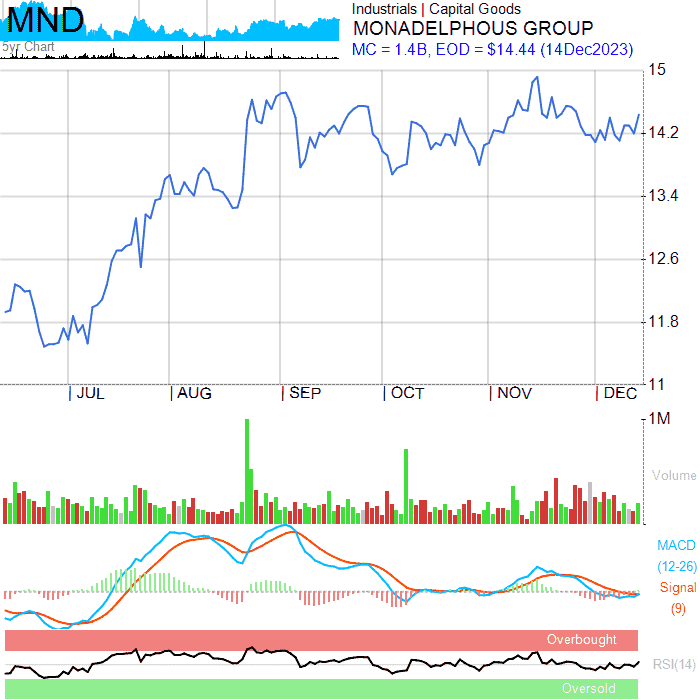 MND
5yr Chart
Industrials | Capital Goods
MONADELPHOUS GROUP
MC = 1.4B, EOD = $14.44 (14Dec2023)
15
14.2
13.4
12.6
11.8
11
JUL AUG SEP OCT NOV DEC
1M
Volume
MACD
(12-26)
Signal
(9)
Overbought
RSI(14)
Oversold